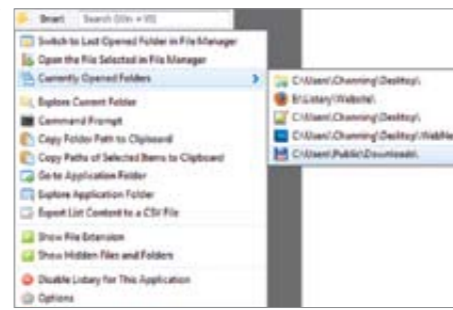 Smart Search (Win + W)
Switch to Last Opened Folder in File Manager
Open the File Selected in File Manager
Currently Opened Folders
Explore Current Folder
Command Prompt
Copy Folder Path to Clipboard
Copy Paths of Selected Items to Clipboard
Go to Application Folder
Explore Application Folder
Export List Content to a CSV File
Show File Extension
Show Hidden Files and Folders
Disable Listary for This Application
Options
C:\Users\Channing\Desktop\
E:\Listary\Website\
C:\Users\Channing\Desktop\
C:\Users\Channing\Desktop\
C:\Users\Public\Downloads\